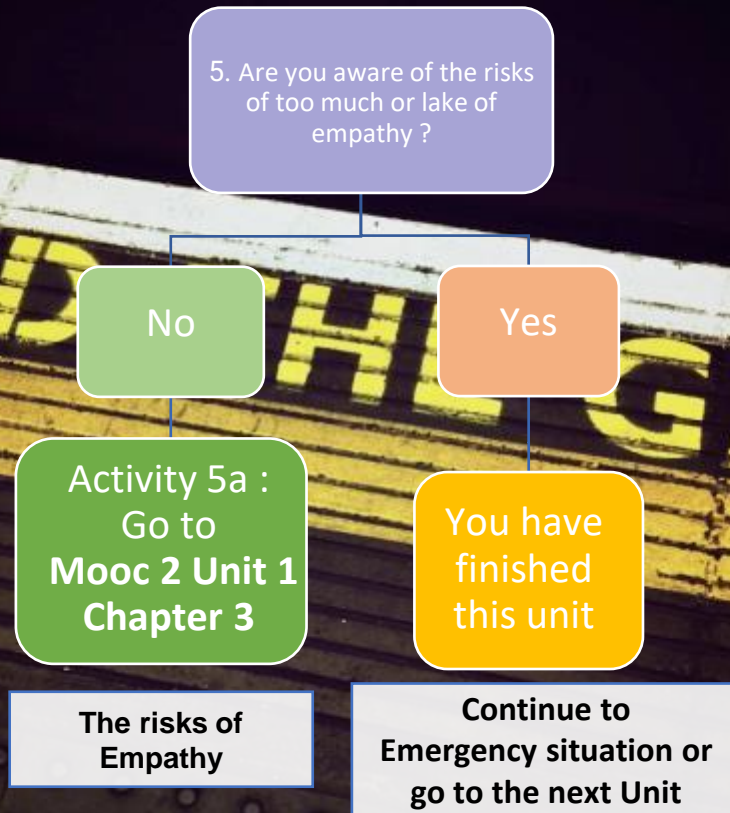 5. Are you aware of the risks
of too much or lake of
empathy ?
No
Yes
Activity 5a :
Go to
Mooc 2 Unit 1
Chapter 3
You have
finished
this unit
The risks of
Empathy
Continue to
Emergency situation or
go to the next Unit